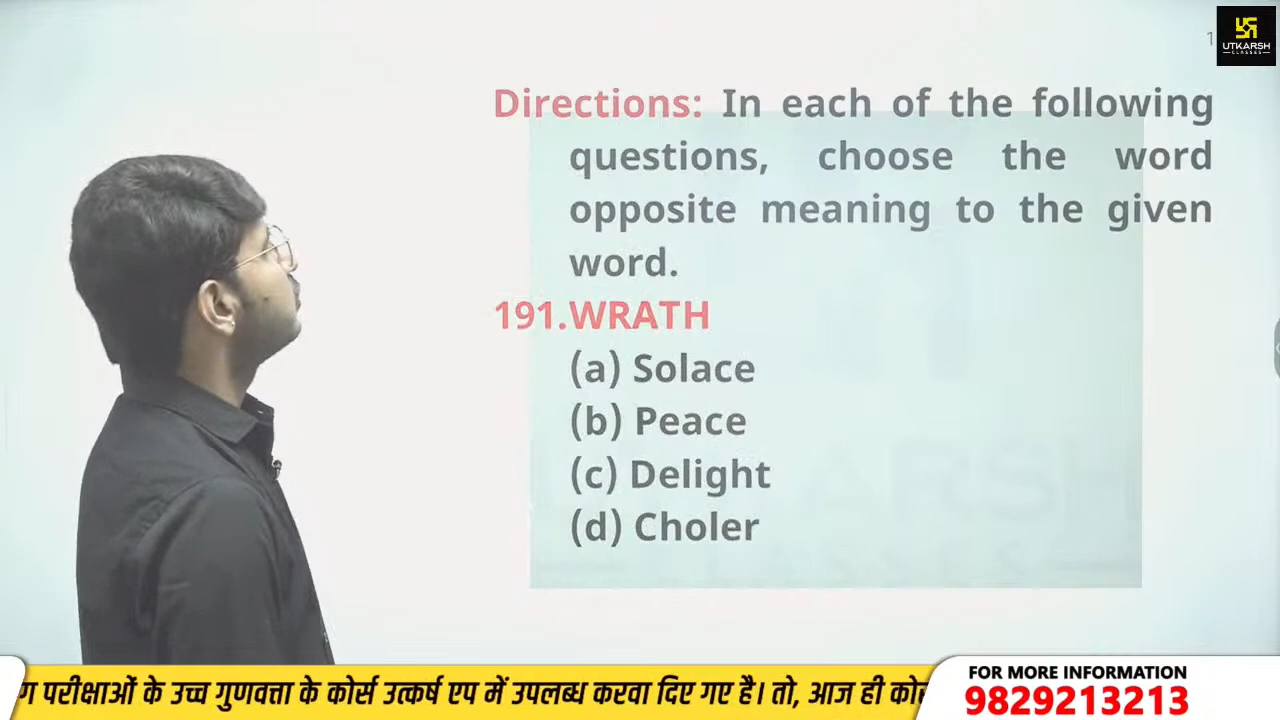 UTKARSH
CLASSES
Directions: In each of the following
questions, choose the word
opposite meaning to the given
word.
191.WRATH
(a) Solace
(b) Peace
(c) Delight
(d) Choler
परीक्षाओं के उच्च गुणवत्ता के कोर्स उत्कर्ष एप में उपलब्ध करवा दिए गए है। तो, आज ही
FOR MORE INFORMATION
9829213213